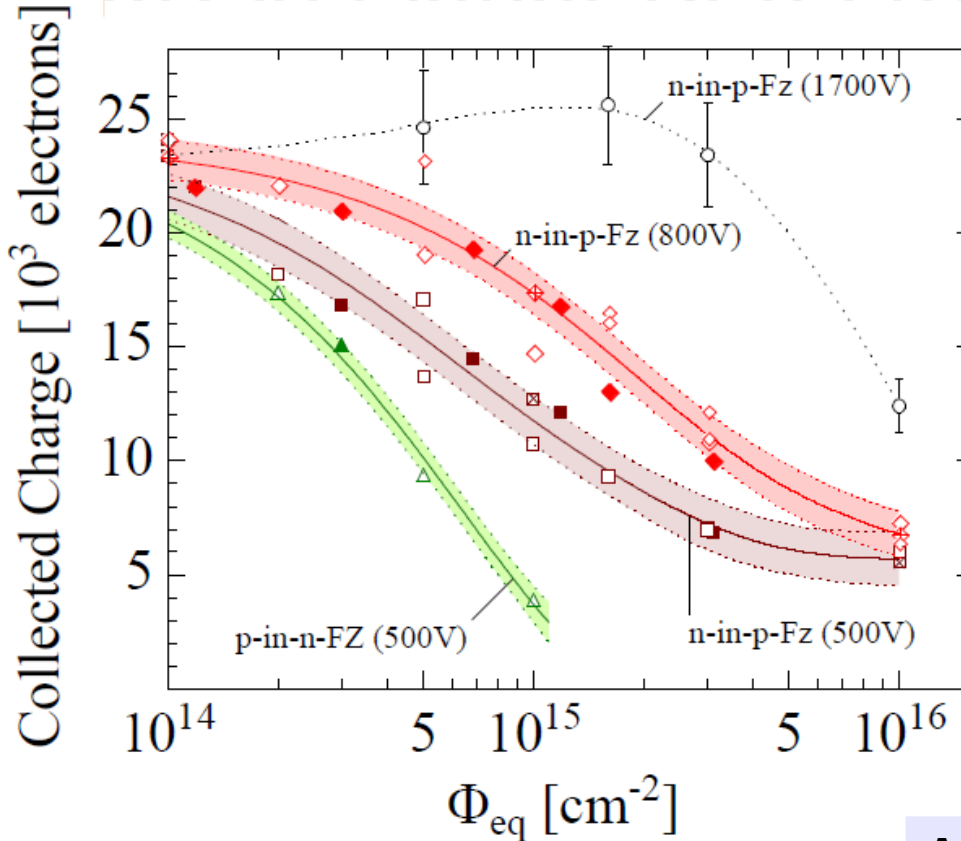 Collected Charge [10³ electrons]
25
20
15
10
5
n-in-p-Fz (1700V)
n-in-p-Fz (800V)
p-in-n-FZ (500V)
n-in-p-Fz (500V)
10¹⁴ 5 10¹⁵ 5 10¹⁶
Φeq [cm⁻²]